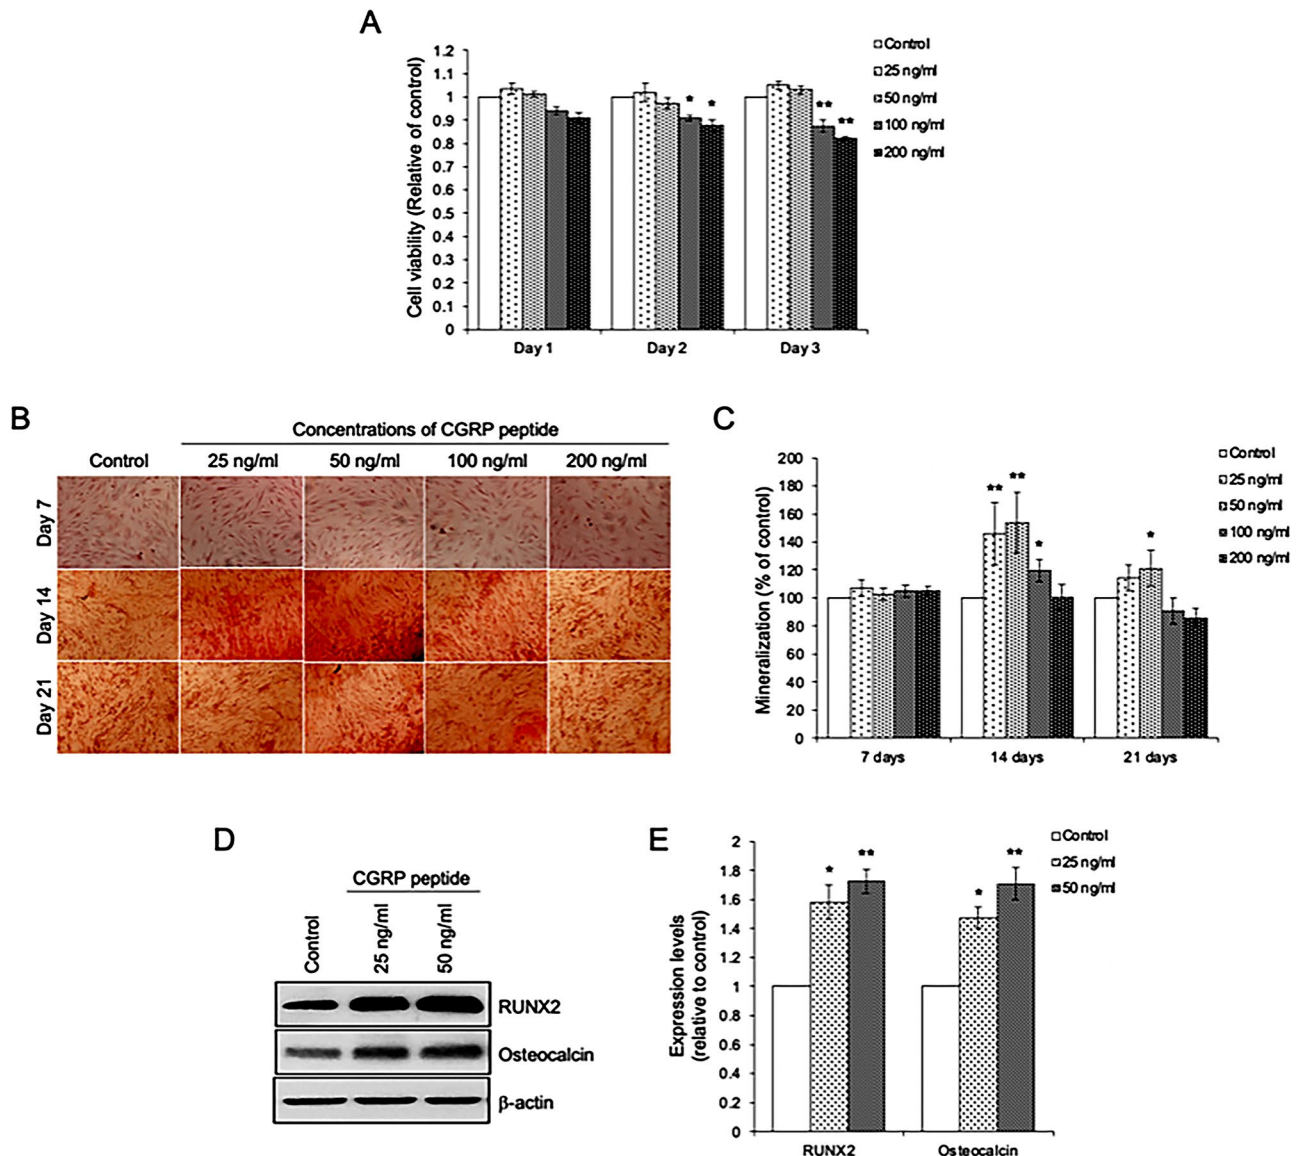 A
Cell viability (Relative of control)
1.2
1.1
1
0.9
0.8
0.7
0.6
0.5
0.4
0.3
0.2
0.1
0
* *
** **
Day 1 Day 2 Day 3
Control
25 ng/ml
50 ng/ml
100 ng/ml
200 ng/ml
B
Concentrations of CGRP peptide
Control 25 ng/ml 50 ng/ml 100 ng/ml 200 ng/ml
Day 7
Day 14
Day 21
C
Mineralization (% of control)
200
180
160
140
120
100
80
60
40
20
0
** ** *
*
7 days 14 days 21 days
Control
25 ng/ml
50 ng/ml
100 ng/ml
200 ng/ml
D
CGRP peptide
Control
25 ng/ml
50 ng/ml
RUNX2
Osteocalcin
β-actin
E
Expression levels
(relative to control)
2
1.8
1.6
1.4
1.2
1
0.8
0.6
0.4
0.2
0
* **
* **
RUNX2 Osteocalcin
Control
25 ng/ml
50 ng/ml